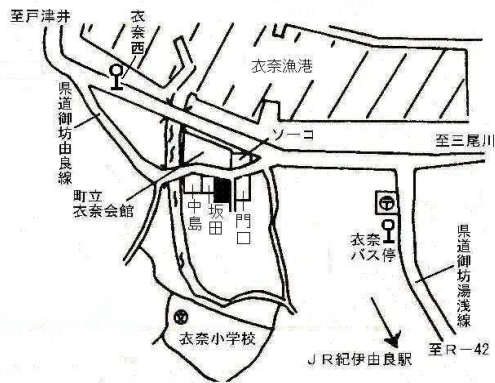 至戸津井
衣奈西
衣奈漁港
県道御坊由良線
ソーコ
至三尾川
町立
衣奈会館
中島
坂田
門口
衣奈
バス停
県道御坊湯浅線
衣奈小学校
JR紀伊由良駅
至R-42